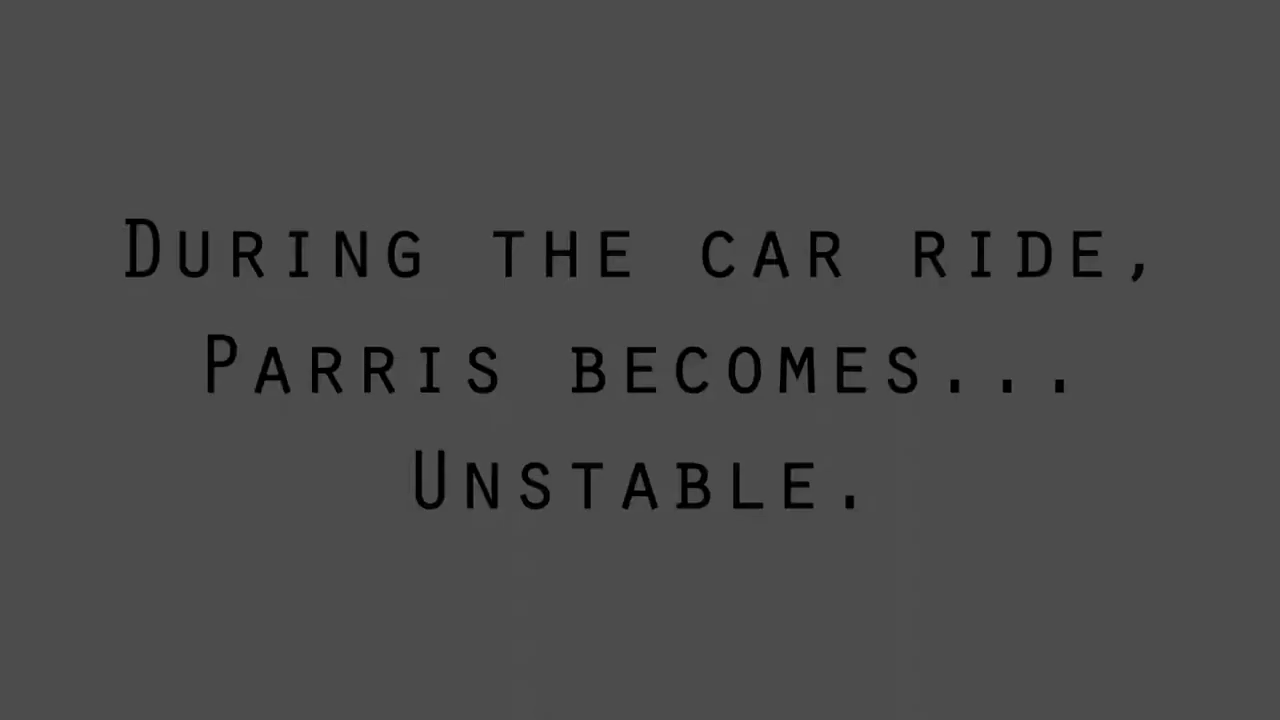 During the car ride,
Parris becomes...
Unstable.